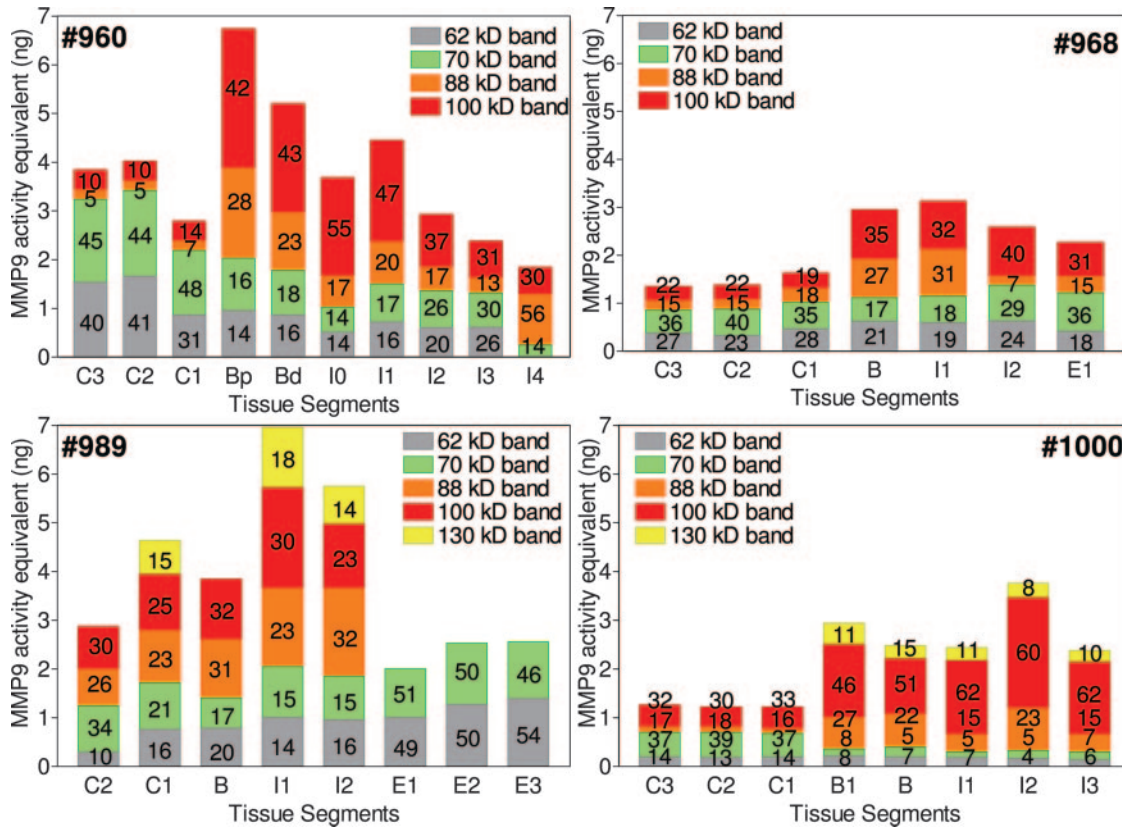 #960
62 kD band
70 kD band
88 kD band
100 kD band
MMP9 activity equivalent (ng)
7
6
5
4
3
2
1
0
10 10 14 42 43 55 47 37 31 30
5 5 7 28 23 17 20 17 13 56
45 44 48 16 18 14 17 26 30 14
40 41 31 14 16 14 16 20 26
C3 C2 C1 Bp Bd I0 I1 I2 I3 I4
Tissue Segments
#968
62 kD band
70 kD band
88 kD band
100 kD band
MMP9 activity equivalent (ng)
7
6
5
4
3
2
1
0
22 22 19 35 32 40 31
15 15 18 27 31 7 15
36 40 35 17 18 29 36
27 23 28 21 19 24 18
C3 C2 C1 B I1 I2 E1
Tissue Segments
#989
62 kD band
70 kD band
88 kD band
100 kD band
130 kD band
MMP9 activity equivalent (ng)
7
6
5
4
3
2
1
0
15 18 14
30 25 32 30 23
26 23 31 23 32
34 21 17 15 15 51 50 46
10 16 20 14 16 49 50 54
C2 C1 B I1 I2 E1 E2 E3
Tissue Segments
#1000
62 kD band
70 kD band
88 kD band
100 kD band
130 kD band
MMP9 activity equivalent (ng)
7
6
5
4
3
2
1
0
11 15 11 8 10
32 30 33 46 51 62 60 62
17 18 16 27 22 15 23 15
37 39 37 8 5 5 5 7
14 13 14 8 7 7 4 6
C3 C2 C1 B1 B I1 I2 I3
Tissue Segments